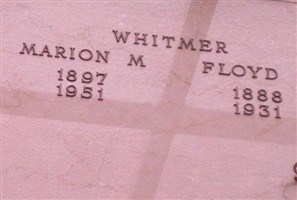 WHITMER
MARION M FLOYD
1897 1888
1951 1931